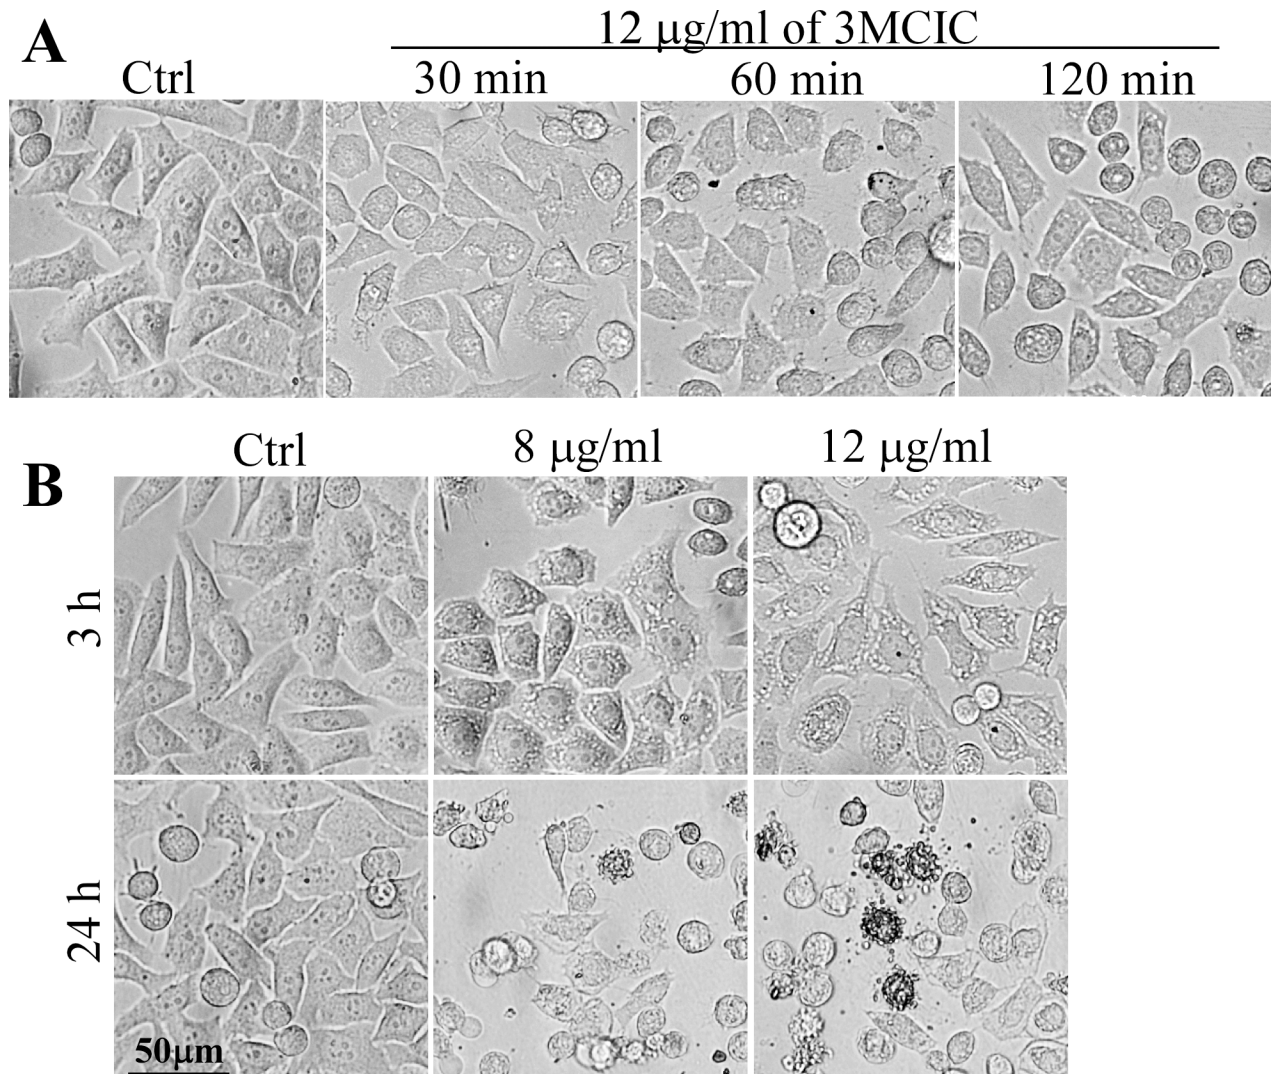 A
12 µg/ml of 3MCIC
Ctrl
30 min
60 min
120 min
B
Ctrl
8 µg/ml
12 µg/ml
3 h
24 h
50µm